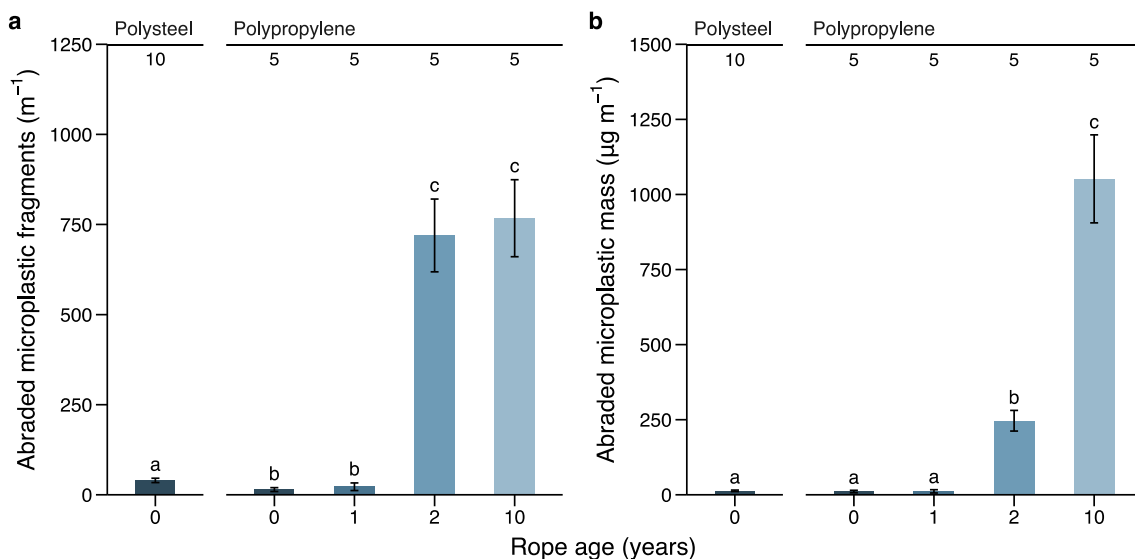 a
Polysteel
Polypropylene
10 5 5 5 5
Abraded microplastic fragments (m⁻¹)
1250
1000
750
500
250
0
a b b c c
0 0 1 2 10
b
Polysteel
Polypropylene
10 5 5 5 5
Abraded microplastic mass (µg m⁻¹)
1500
1250
1000
750
500
250
0
a a a b c
0 0 1 2 10
Rope age (years)